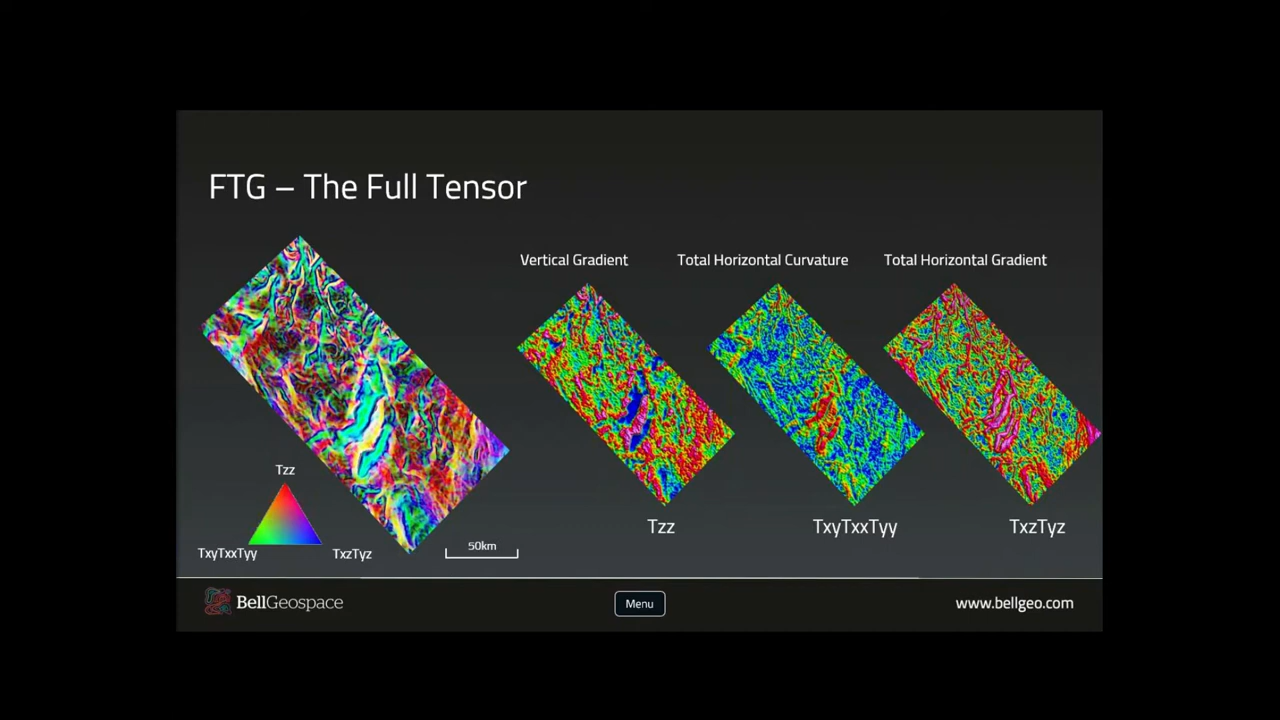 FTG – The Full Tensor
Vertical Gradient
Total Horizontal Curvature
Total Horizontal Gradient
Tzz
TxyTxxTyy
TxzTyz
50km
Tzz
TxyTxxTyy
TxzTyz
BellGeospace
Menu
www.bellgeo.com